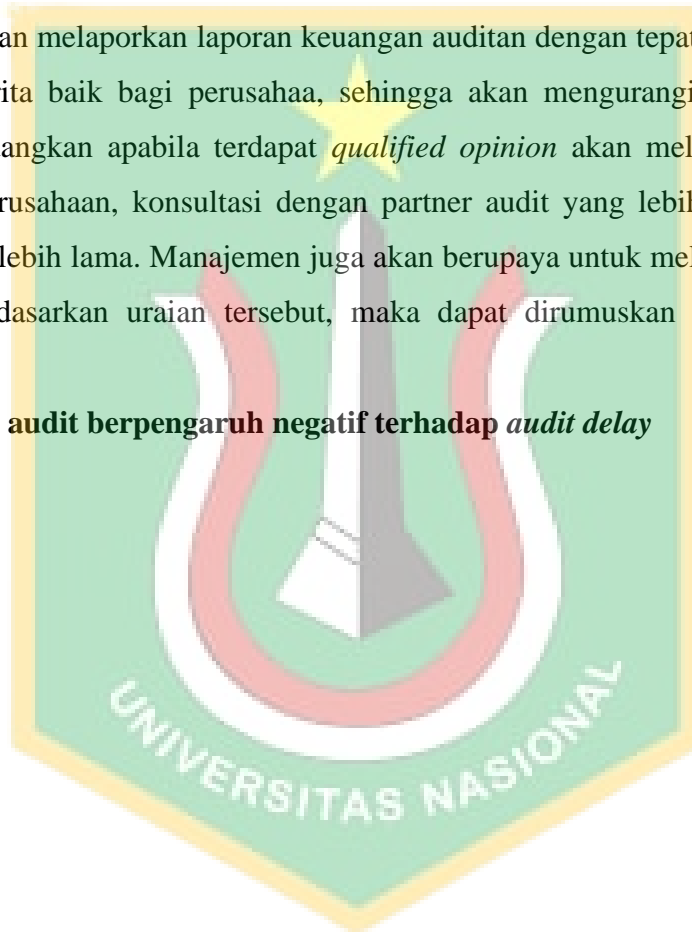 an melaporkan laporan keuangan auditan dengan tepat
ita baik bagi perusahaa, sehingga akan mengurangi
angkan apabila terdapat qualified opinion akan mel
rusahaan, konsultasi dengan partner audit yang lebih
lebih lama. Manajemen juga akan berupaya untuk mel
dasarkan uraian tersebut, maka dapat dirumuskan
audit berpengaruh negatif terhadap audit delay
UNIVERSITAS NASIONAL